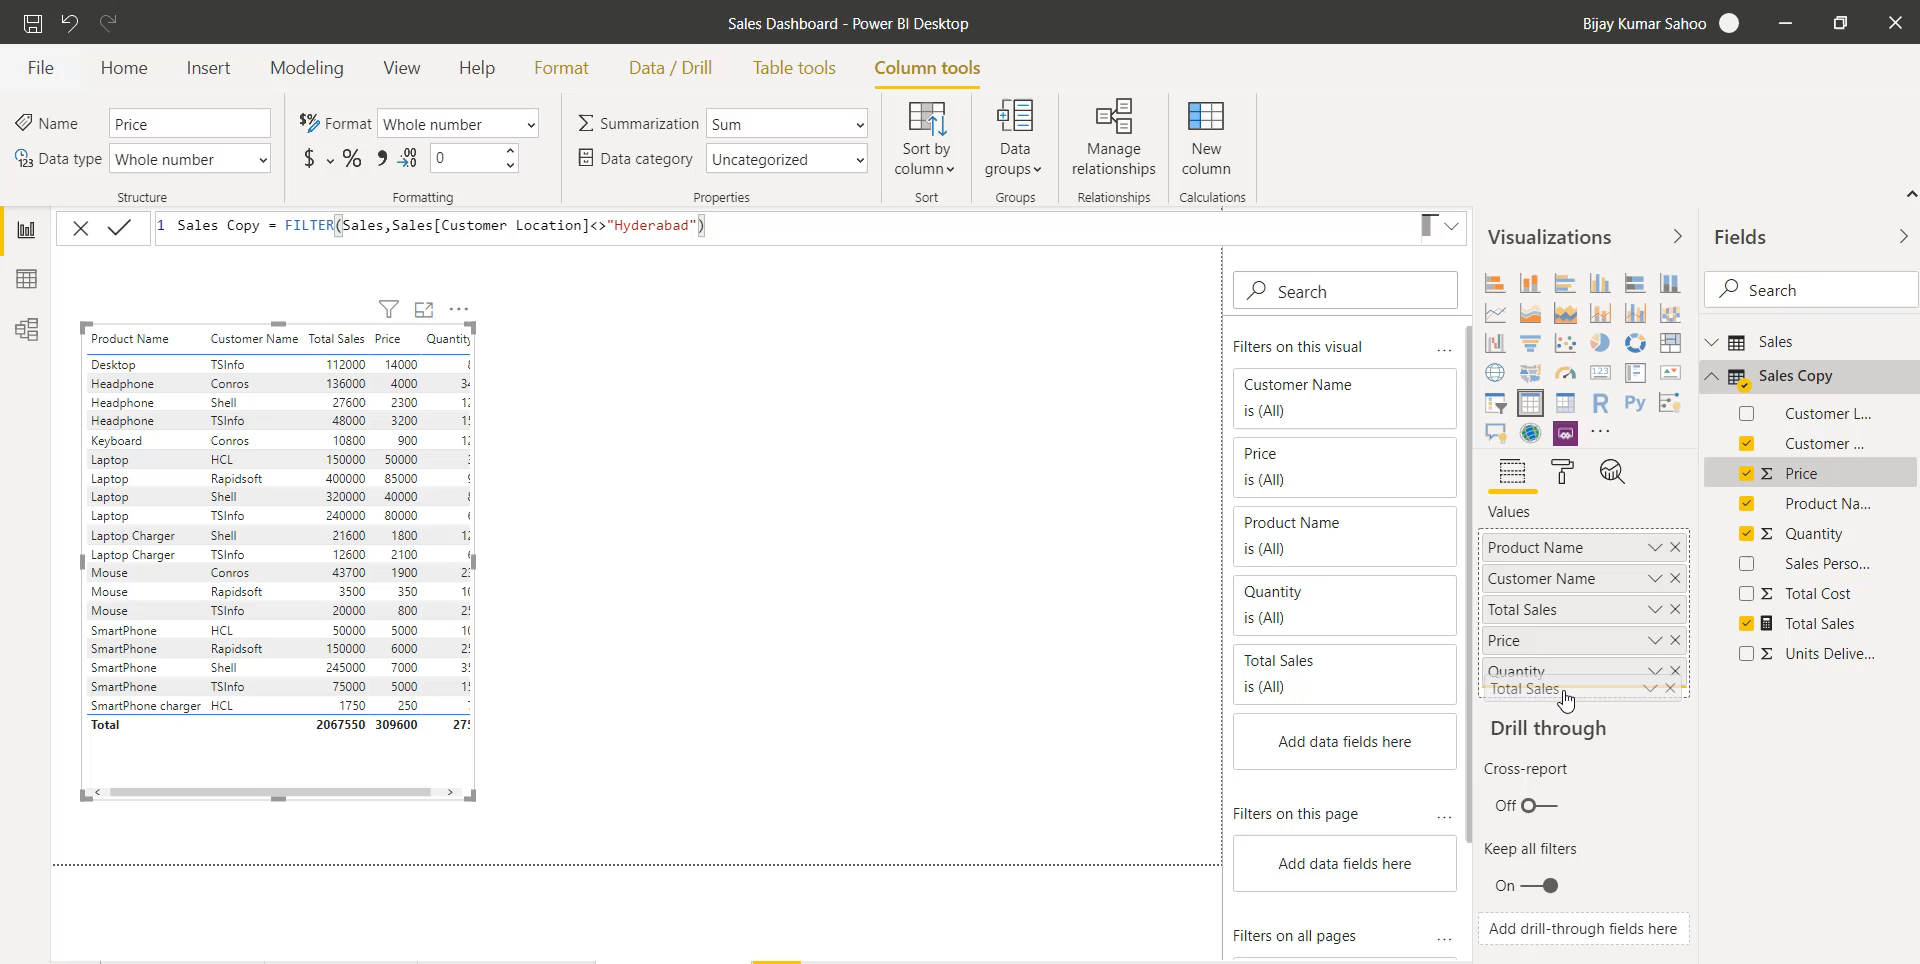 Sales Dashboard - Power BI Desktop
Bijay Kumar Sahoo
File Home Insert Modeling View Help Format Data / Drill Table tools Column tools
Name Price
Data type Whole number
Structure
Format Whole number
$ % 0
Formatting
Summarization Sum
Data category Uncategorized
Properties
Sort by
column
Sort
Data
groups
Groups
Manage
relationships
Relationships
New
column
Calculations
1 Sales Copy = FILTER(Sales,Sales[Customer Location]<>"Hyderabad")
Product Name Customer Name Total Sales Price Quantity
Desktop TSInfo 112000 14000
Headphone Conros 136000 4000
Headphone Shell 27600 2300
Headphone TSInfo 48000 3200
Keyboard Conros 10800 900
Laptop HCL 150000 50000
Laptop Rapidsoft 400000 85000
Laptop Shell 320000 40000
Laptop TSInfo 240000 80000
Laptop Charger Shell 21600 1800
Laptop Charger TSInfo 12600 2100
Mouse Conros 43700 1900
Mouse Rapidsoft 3500 350
Mouse TSInfo 20000 800
SmartPhone HCL 50000 5000
SmartPhone Rapidsoft 150000 6000
SmartPhone Shell 245000 7000
SmartPhone TSInfo 75000 5000
SmartPhone charger HCL 1750 250
Total 2067550 309600
Search
Filters on this visual
Customer Name
is (All)
Price
is (All)
Product Name
is (All)
Quantity
is (All)
Total Sales
is (All)
Add data fields here
Filters on this page
Add data fields here
Filters on all pages
Visualizations
123
R Py
Values
Product Name
Customer Name
Total Sales
Price
Quantity
Total Sales
Drill through
Cross-report
Off
Keep all filters
On
Add drill-through fields here
Fields
Search
Sales
Sales Copy
Customer L...
Customer ...
Σ Price
Product Na...
Σ Quantity
Sales Perso...
Σ Total Cost
Total Sales
Σ Units Delive...